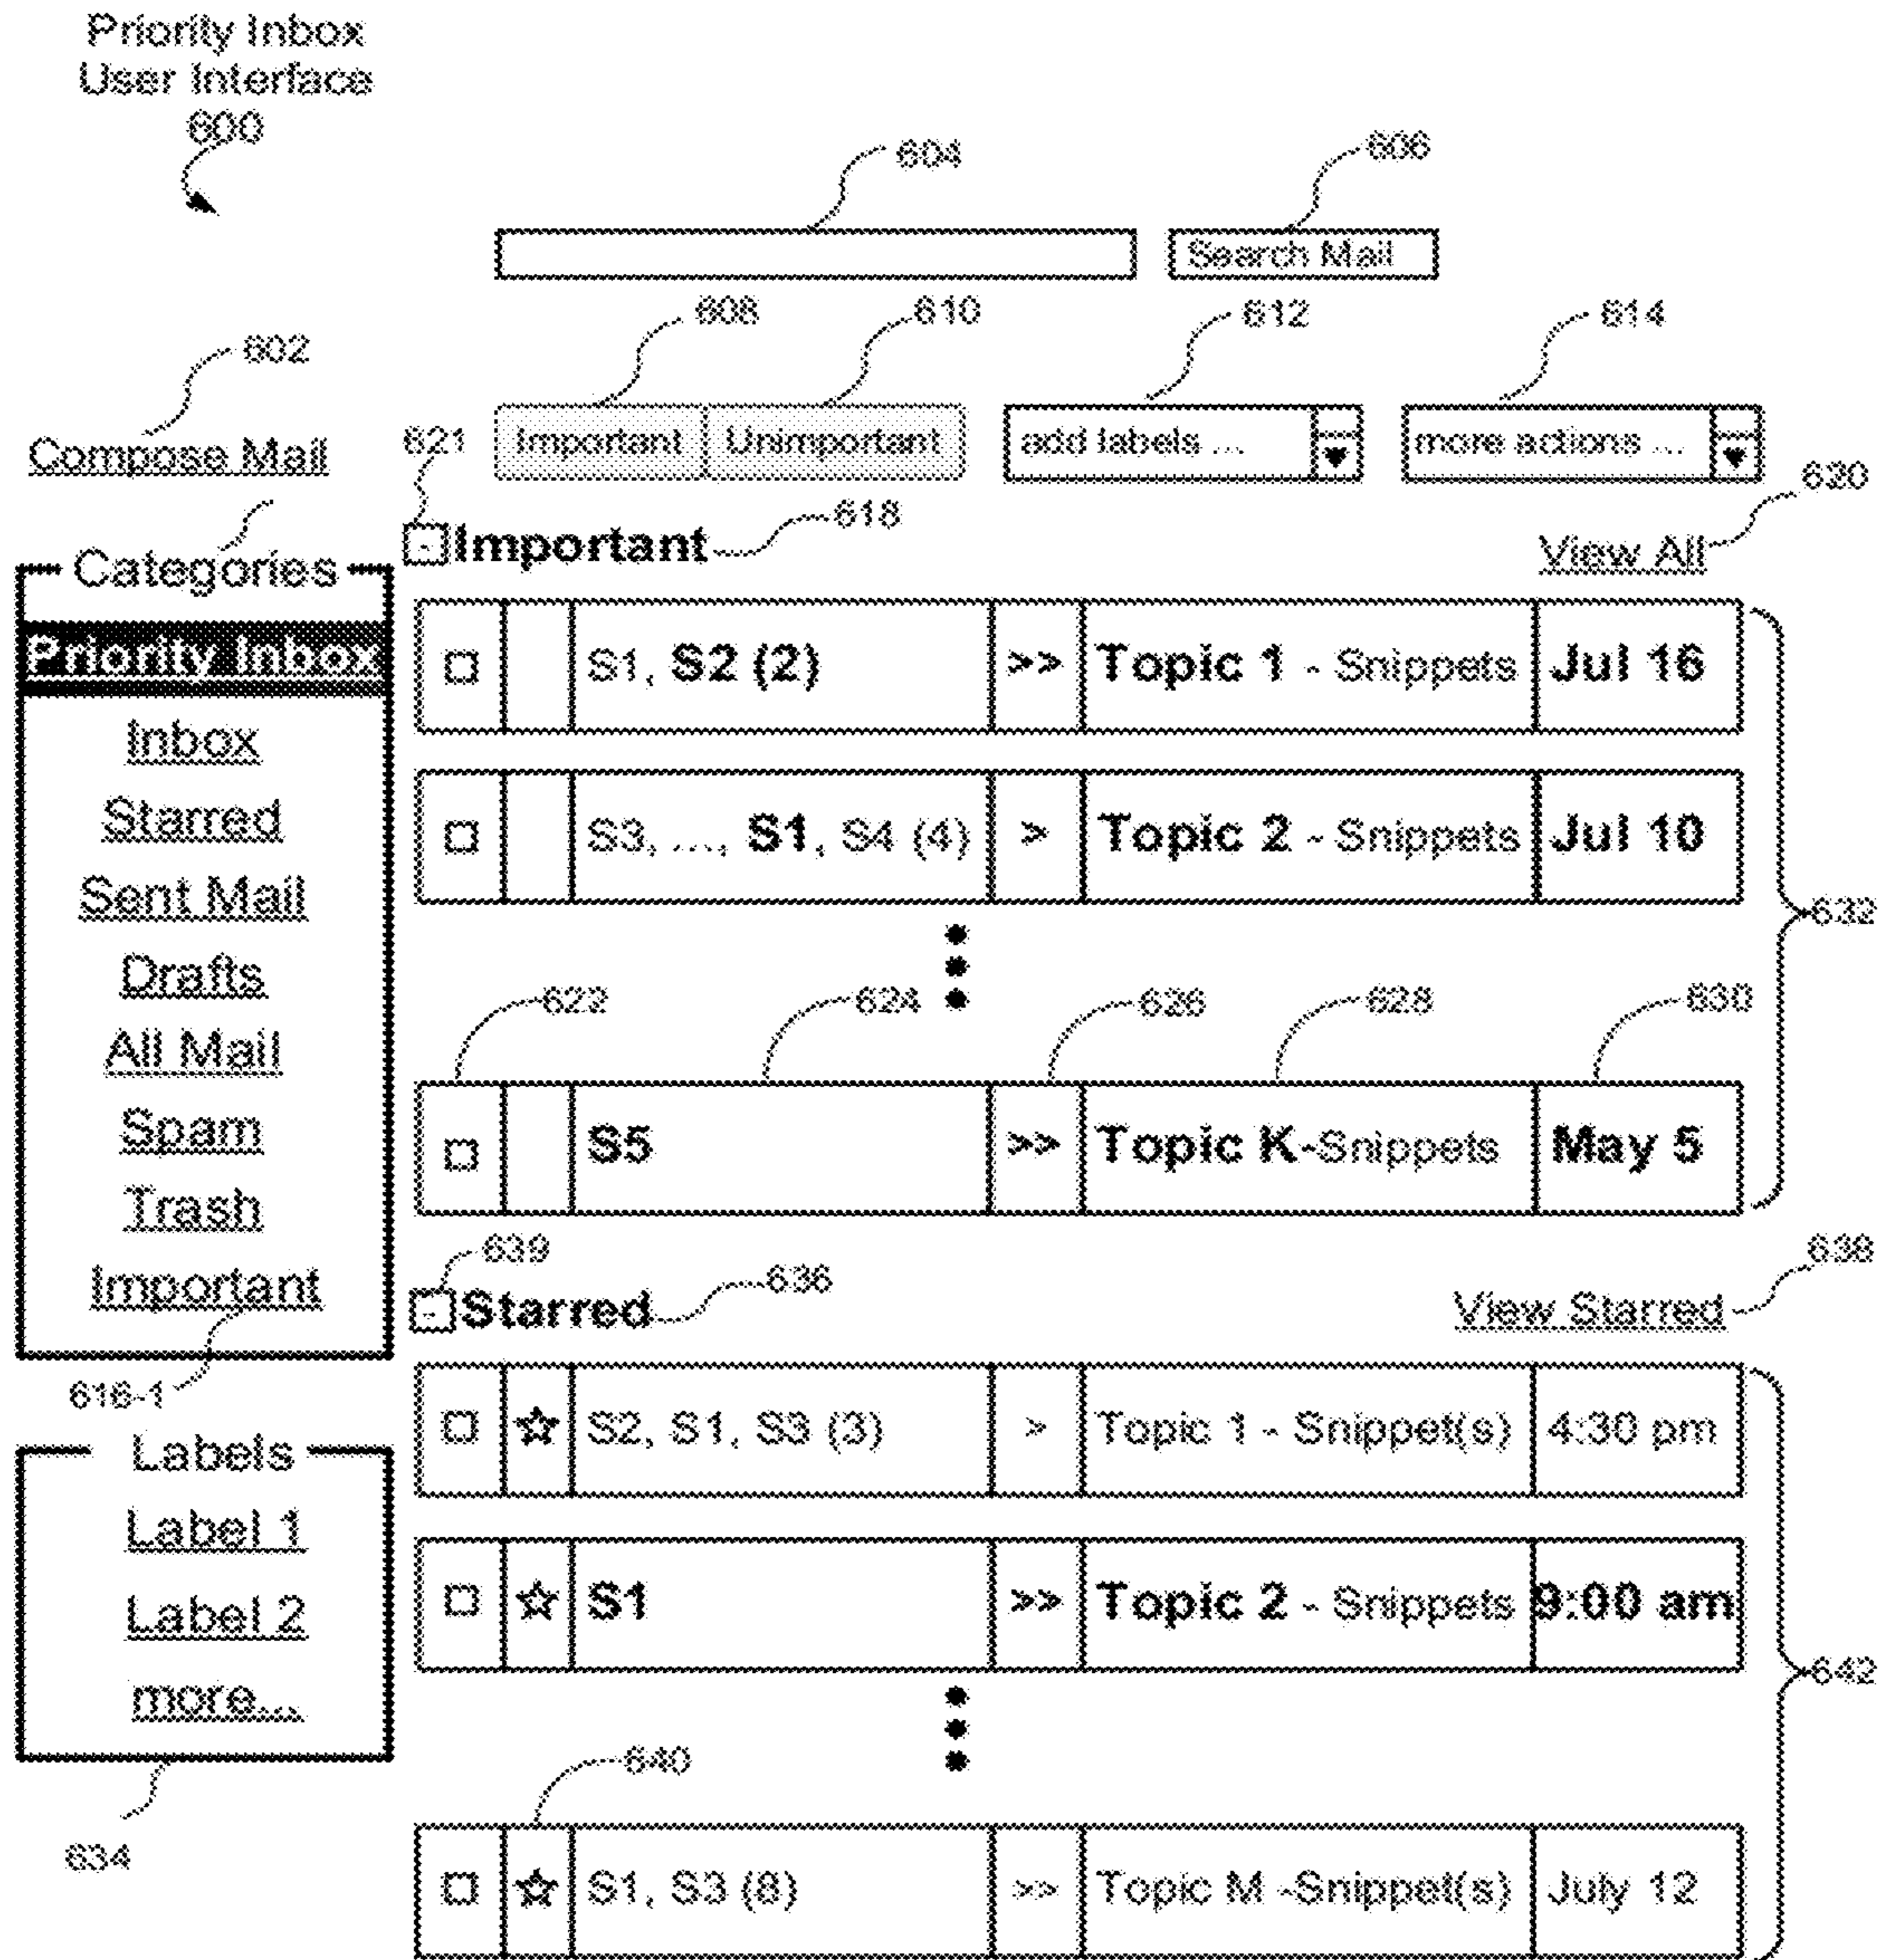 Priority Inbox
User Interface
600
604
606
Search Mail
608
610
612
614
602
Compose Mail
621
Important
Unimportant
add labels ...
more actions ...
618
620
Important
View All
Categories
Priority Inbox
Inbox
Starred
Sent Mail
Drafts
All Mail
Spam
Trash
Important
616-1
S1, S2 (2) >> Topic 1 - Snippets Jul 16
S3, ..., S1, S4 (4) > Topic 2 - Snippets Jul 10
632
622 624 626 628 630
S5 >> Topic K-Snippets May 5
639
636
638
- Starred
View Starred
S2, S1, S3 (3) > Topic 1 - Snippet(s) 4:30 pm
S1 >> Topic 2 - Snippets 9:00 am
642
640
S1, S3 (8) >> Topic M -Snippet(s) July 12
Labels
Label 1
Label 2
more...
634